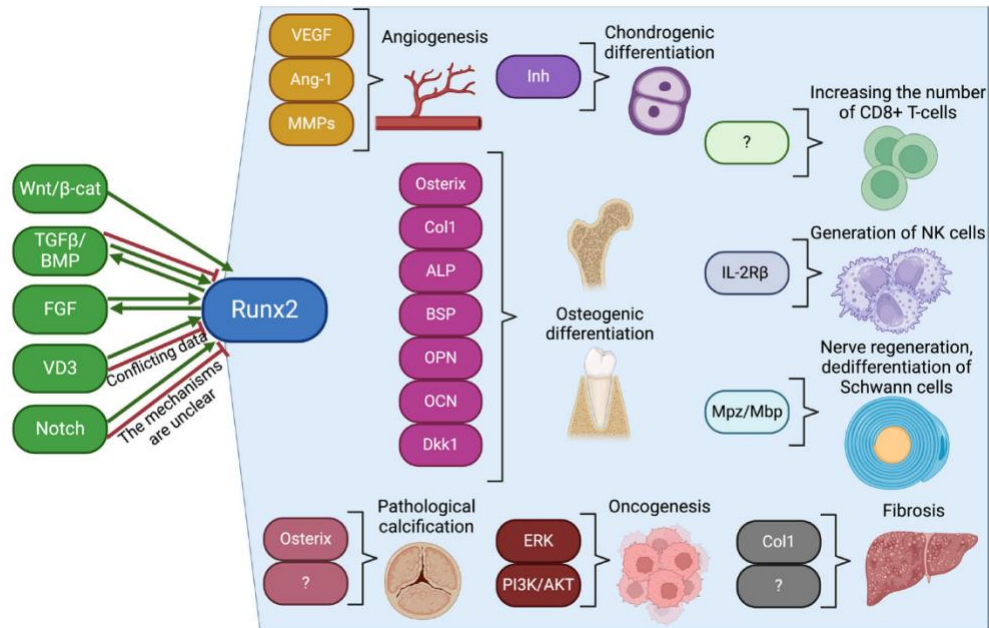 Wnt/β-cat
TGFβ/
BMP
FGF
VD3
Notch
Conflicting data
The mechanisms
are unclear
Runx2
VEGF
Ang-1
MMPs
Angiogenesis
Inh
Chondrogenic
differentiation
?
Increasing the number
of CD8+ T-cells
Osterix
Col1
ALP
BSP
OPN
OCN
Dkk1
Osteogenic
differentiation
IL-2Rβ
Generation of NK cells
Mpz/Mbp
Nerve regeneration,
dedifferentiation of
Schwann cells
Osterix
?
Pathological
calcification
ERK
PI3K/AKT
Oncogenesis
Col1
?
Fibrosis